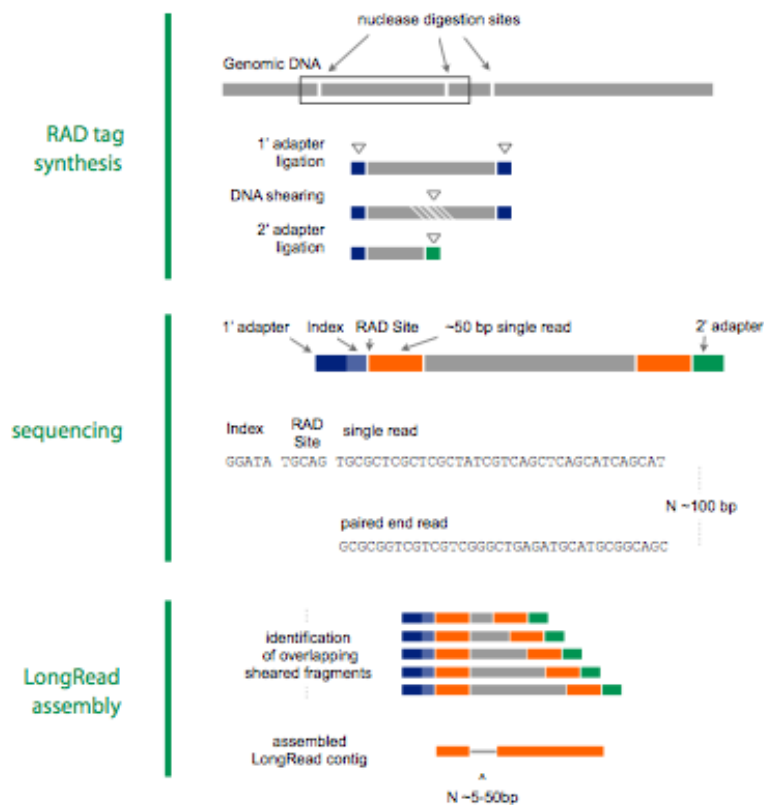 nuclease digestion sites
Genomic DNA
RAD tag
synthesis
1' adapter
ligation
DNA shearing
2' adapter
ligation
1' adapter
Index
RAD Site
~50 bp single read
2' adapter
sequencing
Index
RAD
Site
single read
GGATA TGCAG TGCGCTCGCTCGCTATCGTCAGCTCAGCATCAGCAT
N ~100 bp
paired end read
GCGCGGTCGTCGTCGGGCTGAGATGCATGCGGCAGC
LongRead
assembly
identification
of overlapping
sheared fragments
assembled
LongRead contig
^
N ~5-50bp